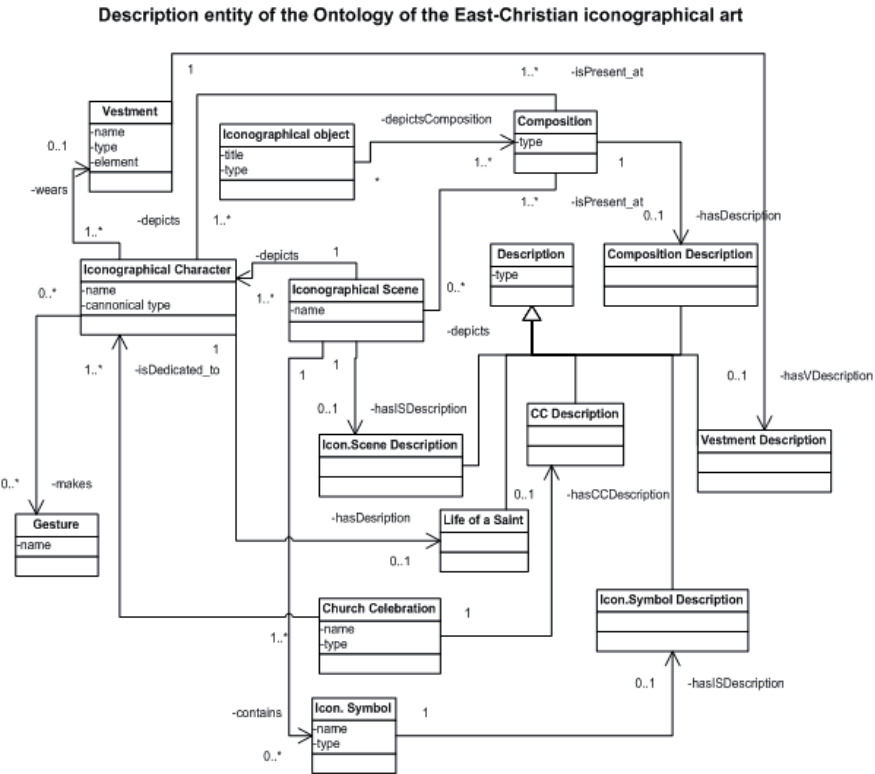 Description entity of the Ontology of the East-Christian iconographical art
1
1..*
-isPresent_at
Vestment
-name
-type
-element
0..1
-wears
1..*
Iconographical object
-title
-type
-depictsComposition
*
1..*
Composition
-type
1
1..*
-isPresent_at
0..1
-hasDescription
-depicts
1..*
Iconographical Character
-name
-cannonical type
0..*
1
-depicts
1
1..*
Iconographical Scene
-name
0..*
-depicts
Description
-type
Composition Description
1..*
-isDedicated_to
1
1
0..1
-hasISDescription
0..1
-hasVDescription
Icon.Scene Description
CC Description
Vestment Description
0..*
-makes
Gesture
-name
-hasDesription
0..1
Life of a Saint
0..1
-hasCCDescription
Church Celebration
-name
-type
1
1..*
Icon.Symbol Description
0..1
-hasISDescription
-contains
0..*
Icon. Symbol
-name
-type
1